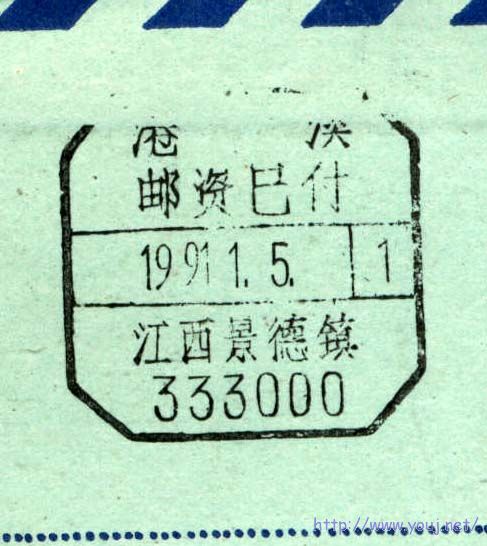 港 澳
邮资已付
1991 1. 5. 1
江西景德镇
333000
http://www.youj.net/